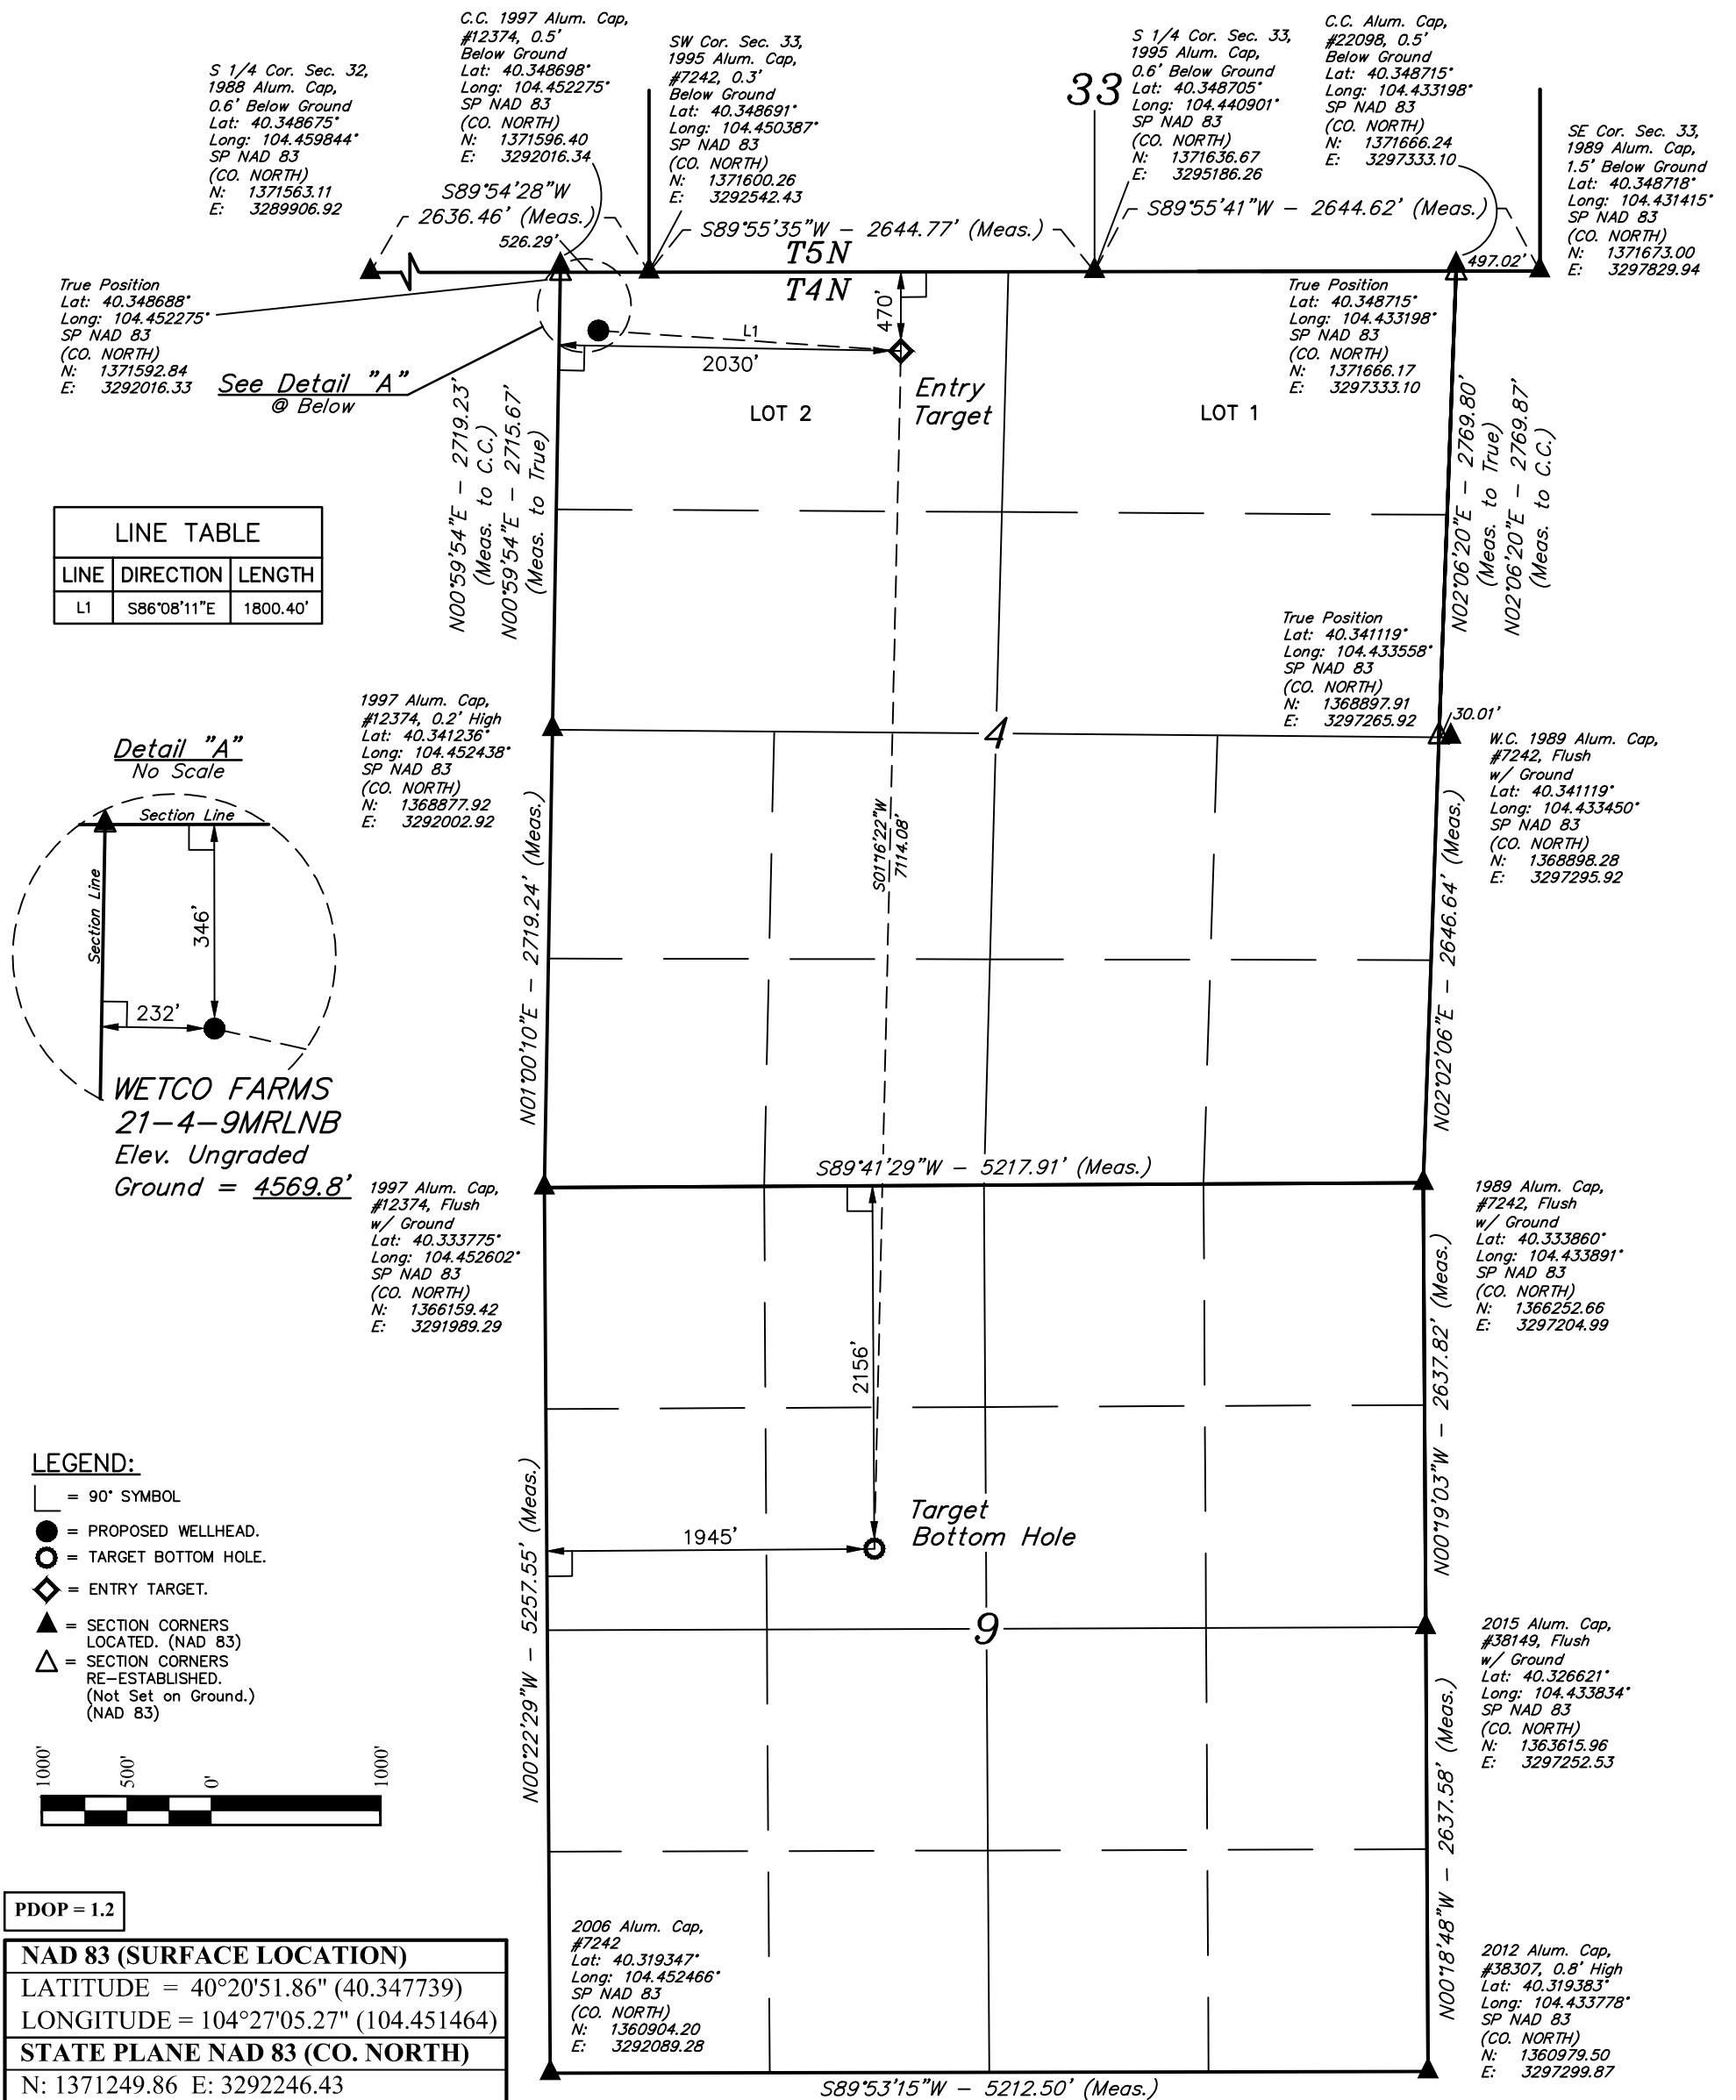 S 1/4 Cor. Sec. 32,
1988 Alum. Cap,
0.6' Below Ground
Lat: 40.348675°
Long: 104.459844°
SP NAD 83
(CO. NORTH)
N: 1371563.11
E: 3289906.92
C.C. 1997 Alum. Cap,
#12374, 0.5'
Below Ground
Lat: 40.348698°
Long: 104.452275°
SP NAD 83
(CO. NORTH)
N: 1371596.40
E: 3292016.34
SW Cor. Sec. 33,
1995 Alum. Cap,
#7242, 0.3'
Below Ground
Lat: 40.348691°
Long: 104.450387°
SP NAD 83
(CO. NORTH)
N: 1371600.26
E: 3292542.43
33
S 1/4 Cor. Sec. 33,
1995 Alum. Cap,
0.6' Below Ground
Lat: 40.348705°
Long: 104.440901°
SP NAD 83
(CO. NORTH)
N: 1371636.67
E: 3295186.26
C.C. Alum. Cap,
#22098, 0.5'
Below Ground
Lat: 40.348715°
Long: 104.433198°
SP NAD 83
(CO. NORTH)
N: 1371666.24
E: 3297333.10
SE Cor. Sec. 33,
1989 Alum. Cap,
1.5' Below Ground
Lat: 40.348718°
Long: 104.431415°
SP NAD 83
(CO. NORTH)
N: 1371673.00
E: 3297829.94
S89°54'28"W
2636.46' (Meas.)
526.29'
S89°55'35"W – 2644.77' (Meas.)
S89°55'41"W – 2644.62' (Meas.)
497.02'
T5N
T4N
True Position
Lat: 40.348688°
Long: 104.452275°
SP NAD 83
(CO. NORTH)
N: 1371592.84
E: 3292016.33
See Detail "A"
@ Below
470'
L1
2030'
Entry
Target
LOT 2
LOT 1
True Position
Lat: 40.348715°
Long: 104.433198°
SP NAD 83
(CO. NORTH)
N: 1371666.17
E: 3297333.10
N00°59'54"E – 2719.23'
(Meas. to C.C.)
N00°59'54"E – 2715.67'
(Meas. to True)
N02°06'20"E – 2769.80'
(Meas. to True)
N02°06'20"E – 2769.87'
(Meas. to C.C.)
LINE TABLE
LINE DIRECTION LENGTH
L1 S86°08'11"E 1800.40'
True Position
Lat: 40.341119°
Long: 104.433558°
SP NAD 83
(CO. NORTH)
N: 1368897.91
E: 3297265.92
30.01'
1997 Alum. Cap,
#12374, 0.2' High
Lat: 40.341236°
Long: 104.452438°
SP NAD 83
(CO. NORTH)
N: 1368877.92
E: 3292002.92
4
W.C. 1989 Alum. Cap,
#7242, Flush
w/ Ground
Lat: 40.341119°
Long: 104.433450°
SP NAD 83
(CO. NORTH)
N: 1368898.28
E: 3297295.92
Detail "A"
No Scale
Section Line
Section Line
346'
232'
WETCO FARMS
21–4–9MRLNB
Elev. Ungraded
Ground = 4569.8'
S01°16'22"W
7114.08'
N01°00'10"E – 2719.24' (Meas.)
N02°02'06"E – 2646.64' (Meas.)
S89°41'29"W – 5217.91' (Meas.)
1997 Alum. Cap,
#12374, Flush
w/ Ground
Lat: 40.333775°
Long: 104.452602°
SP NAD 83
(CO. NORTH)
N: 1366159.42
E: 3291989.29
1989 Alum. Cap,
#7242, Flush
w/ Ground
Lat: 40.333860°
Long: 104.433891°
SP NAD 83
(CO. NORTH)
N: 1366252.66
E: 3297204.99
2156'
N00°19'03"W – 2637.82' (Meas.)
1945'
Target
Bottom Hole
N00°22'29"W – 5257.55' (Meas.)
9
LEGEND:
= 90° SYMBOL
= PROPOSED WELLHEAD.
= TARGET BOTTOM HOLE.
= ENTRY TARGET.
= SECTION CORNERS
LOCATED. (NAD 83)
= SECTION CORNERS
RE–ESTABLISHED.
(Not Set on Ground.)
(NAD 83)
2015 Alum. Cap,
#38149, Flush
w/ Ground
Lat: 40.326621°
Long: 104.433834°
SP NAD 83
(CO. NORTH)
N: 1363615.96
E: 3297252.53
1000' 500' 0' 1000'
N00°18'48"W – 2637.58' (Meas.)
PDOP = 1.2
NAD 83 (SURFACE LOCATION)
LATITUDE = 40°20'51.86" (40.347739)
LONGITUDE = 104°27'05.27" (104.451464)
STATE PLANE NAD 83 (CO. NORTH)
N: 1371249.86 E: 3292246.43
2006 Alum. Cap,
#7242
Lat: 40.319347°
Long: 104.452466°
SP NAD 83
(CO. NORTH)
N: 1360904.20
E: 3292089.28
2012 Alum. Cap,
#38307, 0.8' High
Lat: 40.319383°
Long: 104.433778°
SP NAD 83
(CO. NORTH)
N: 1360979.50
E: 3297299.87
S89°53'15"W – 5212.50' (Meas.)